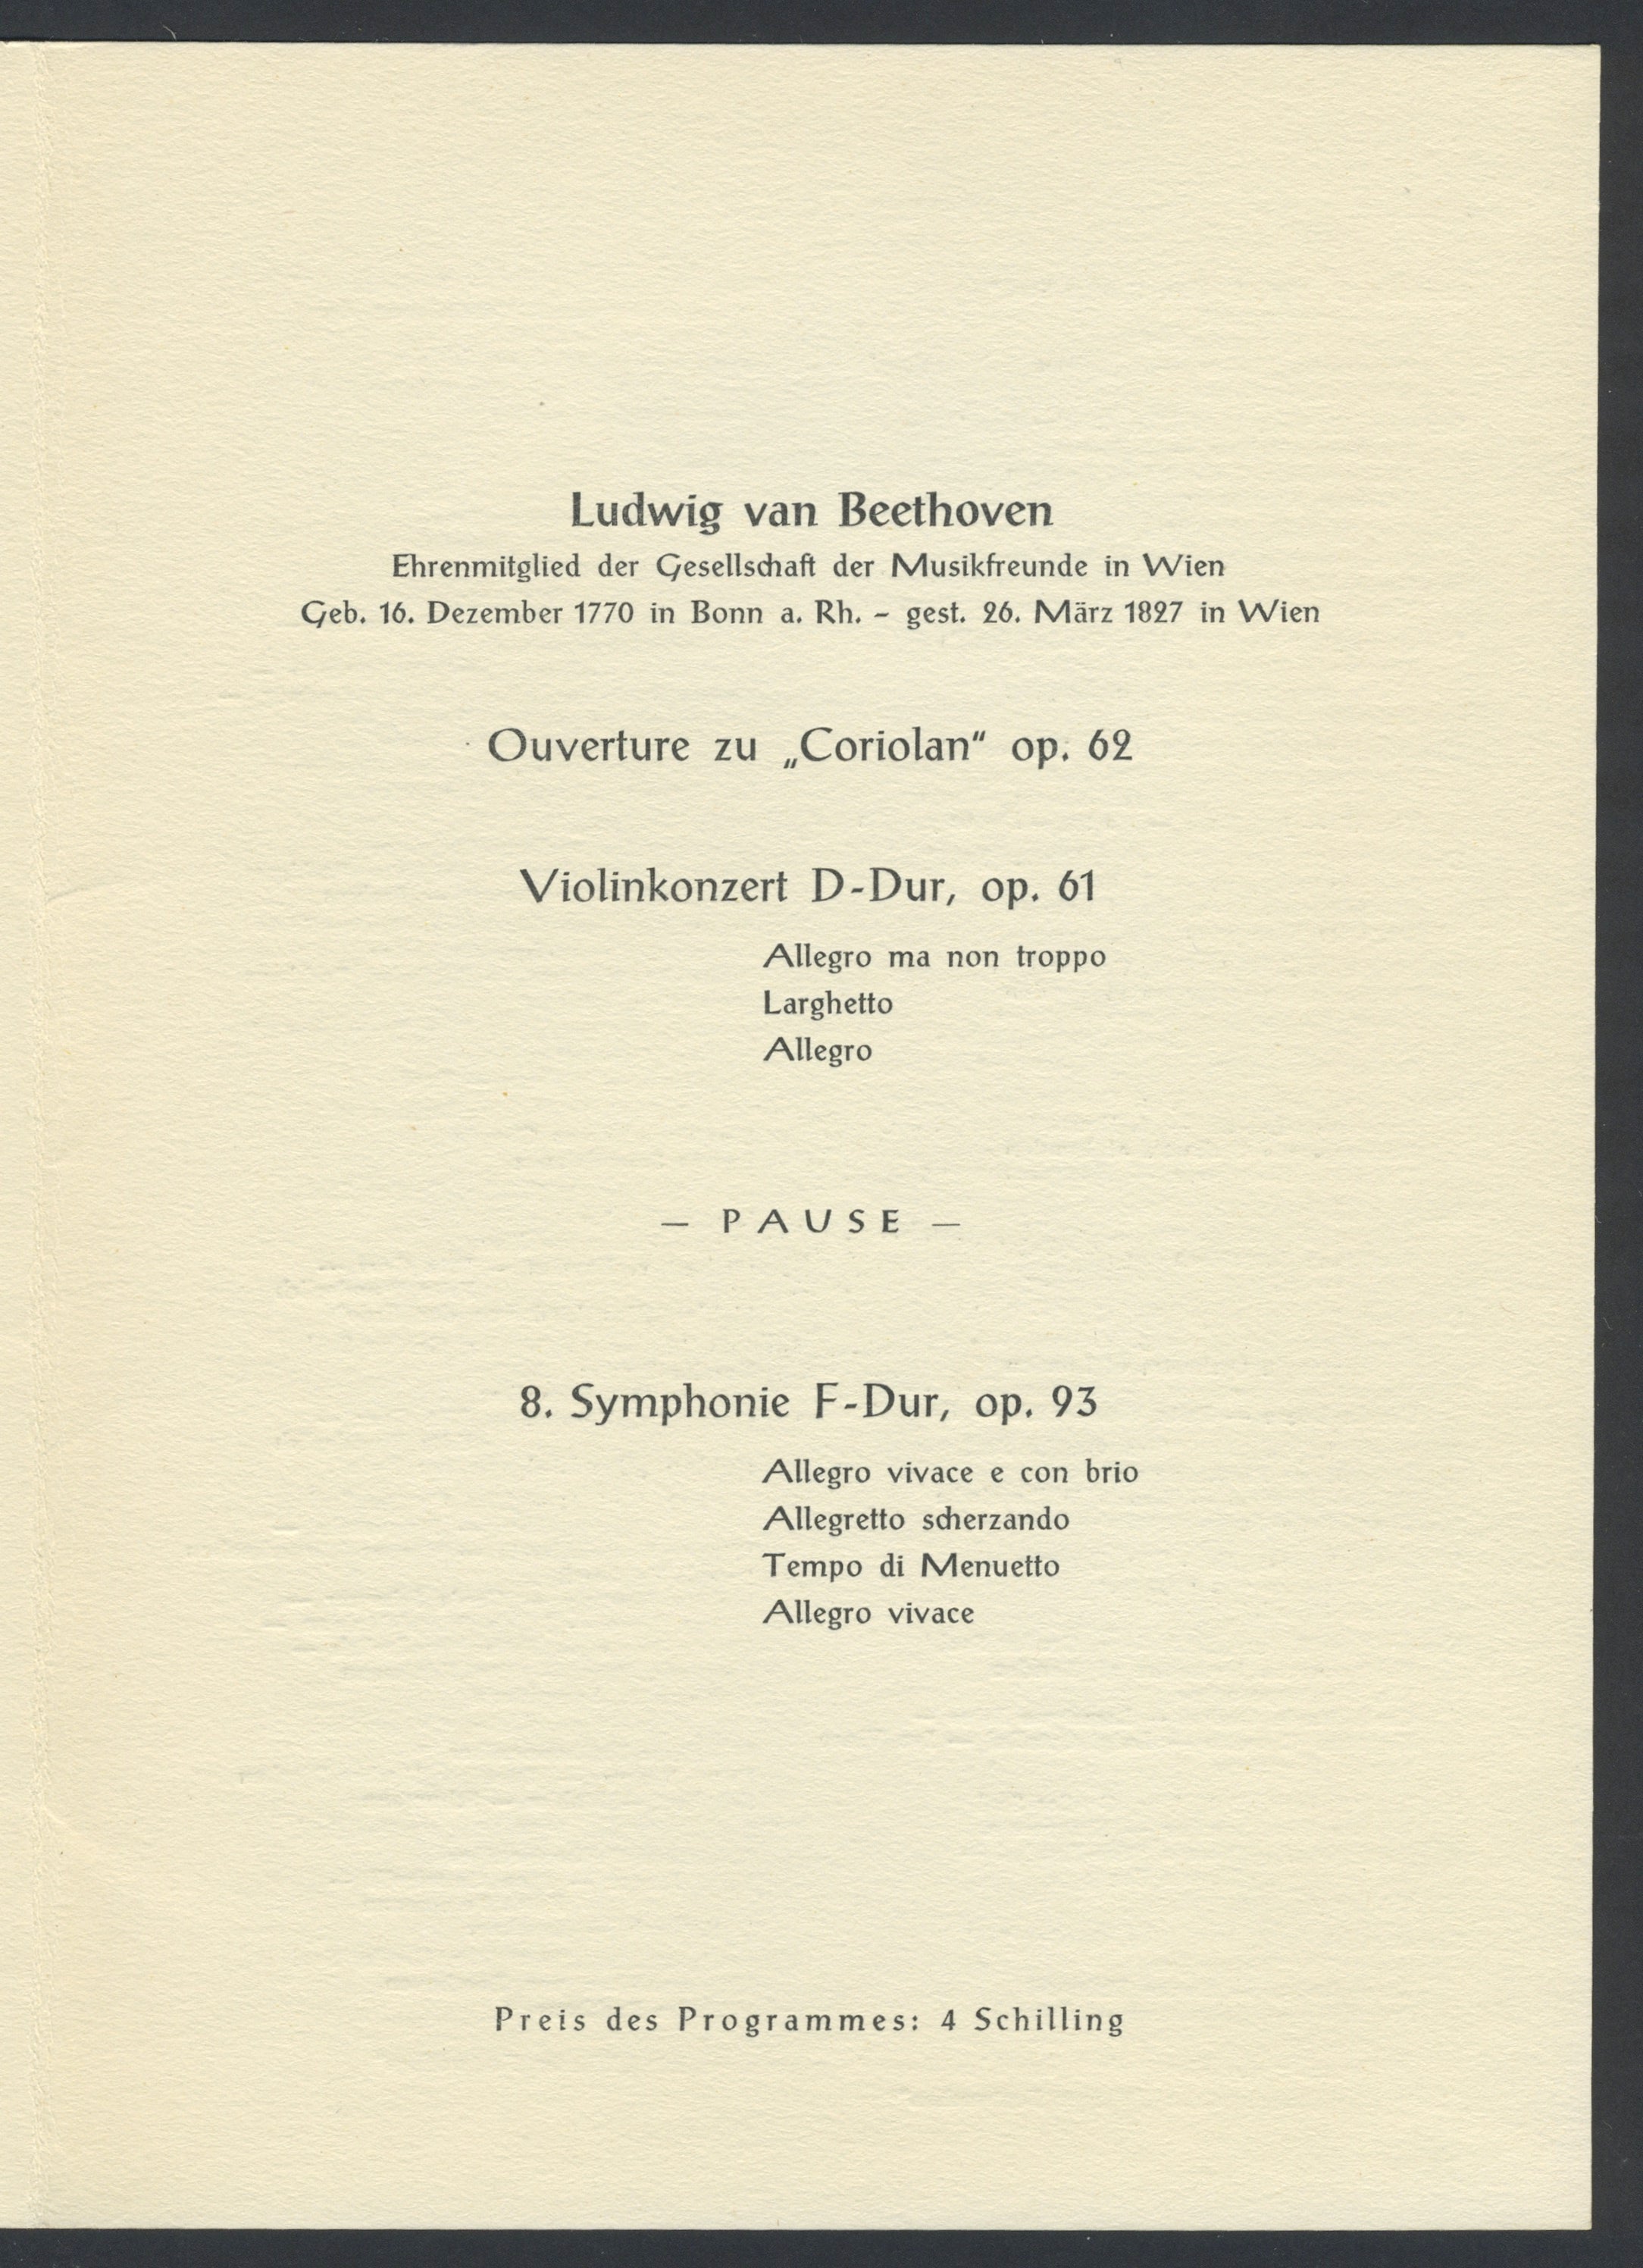 Ludwig van Beethoven
Ehrenmitglied der Gesellschaft der Musikfreunde in Wien
Geb. 16. Dezember 1770 in Bonn a. Rh. – gest. 26. März 1827 in Wien
Ouverture zu „Coriolan“ op. 62
Violinkonzert D-Dur, op. 61
Allegro ma non troppo
Larghetto
Allegro
— PAUSE —
8. Symphonie F-Dur, op. 93
Allegro vivace e con brio
Allegretto scherzando
Tempo di Menuetto
Allegro vivace
Preis des Programmes: 4 Schilling